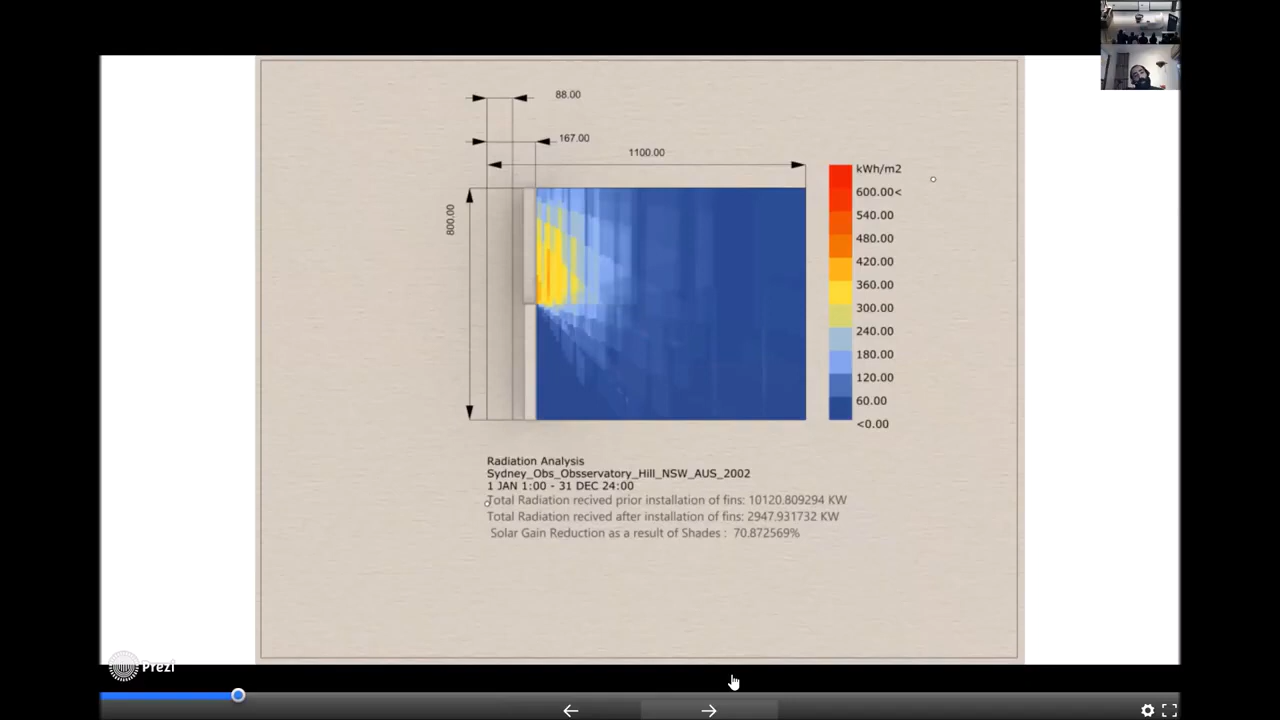 88.00
167.00
1100.00
800.00
kWh/m2
600.00<
540.00
480.00
420.00
360.00
300.00
240.00
180.00
120.00
60.00
<0.00
Radiation Analysis
Sydney_Obs_Obsservatory_Hill_NSW_AUS_2002
1 JAN 1:00 - 31 DEC 24:00
Total Radiation recived prior installation of fins: 10120.809294 KW
Total Radiation recived after installation of fins: 2947.931732 KW
Solar Gain Reduction as a result of Shades : 70.872569%
Prezi